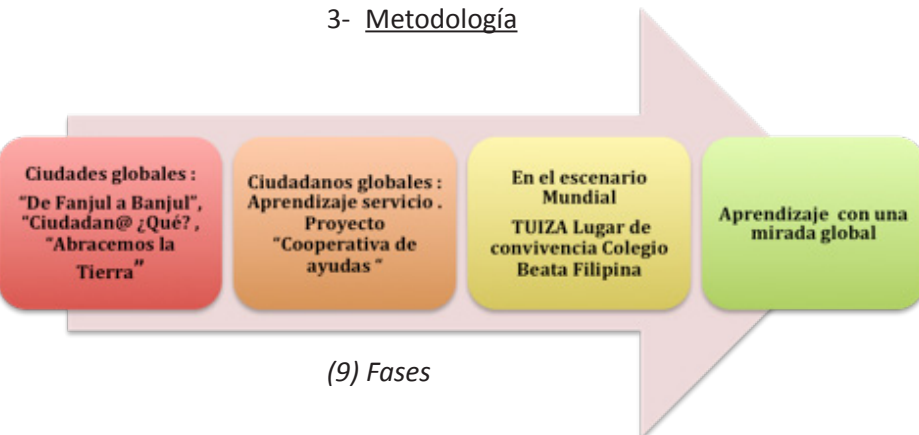 3- Metodología
Ciudades globales :
“De Fanjul a Banjul”,
“Ciudadan@ ¿Qué? ,
“Abracemos la
Tierra”
Ciudadanos globales :
Aprendizaje servicio .
Proyecto
“Cooperativa de
ayudas “
En el escenario
Mundial
TUIZA Lugar de
convivencia Colegio
Beata Filipina
Aprendizaje con una
mirada global
(9) Fases